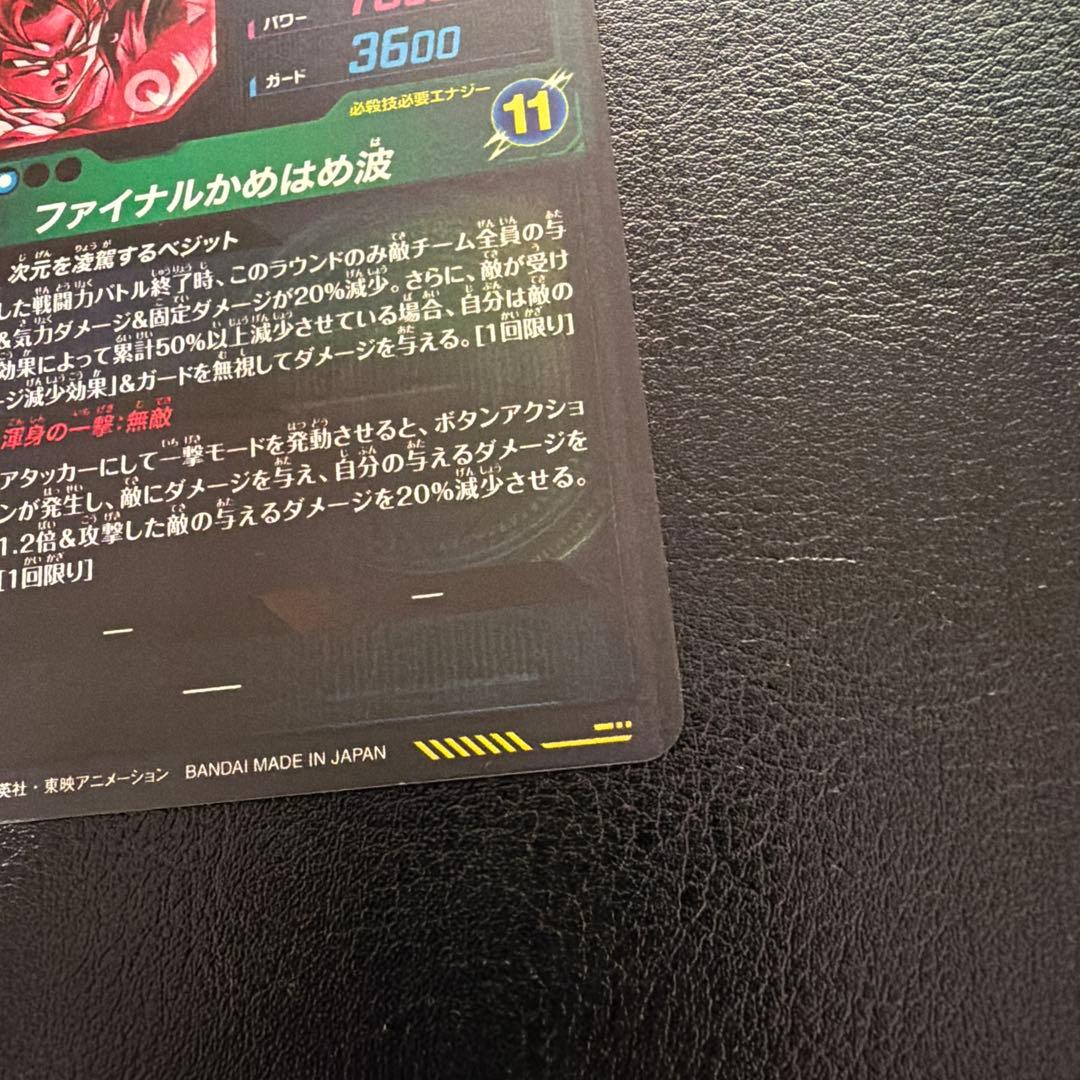 パワー
ガード 3600
必殺技必要エナジー 11
ファイナルかめはめ波
次元を凌駕するベジット
した戦闘力バトル終了時、このラウンドのみ敵チーム全員の与
&気力ダメージ&固定ダメージが20%減少。さらに、敵が受け
効果によって累計50%以上減少させている場合、自分は敵の
ージ減少効果」&ガードを無視してダメージを与える。[1回限り]
渾身の一撃:無敵
アタッカーにして一撃モードを発動させると、ボタンアクショ
ンが発生し、敵にダメージを与え、自分の与えるダメージを
1.2倍&攻撃した敵の与えるダメージを20%減少させる。
[1回限り]
英社・東映アニメーション BANDAI MADE IN JAPAN